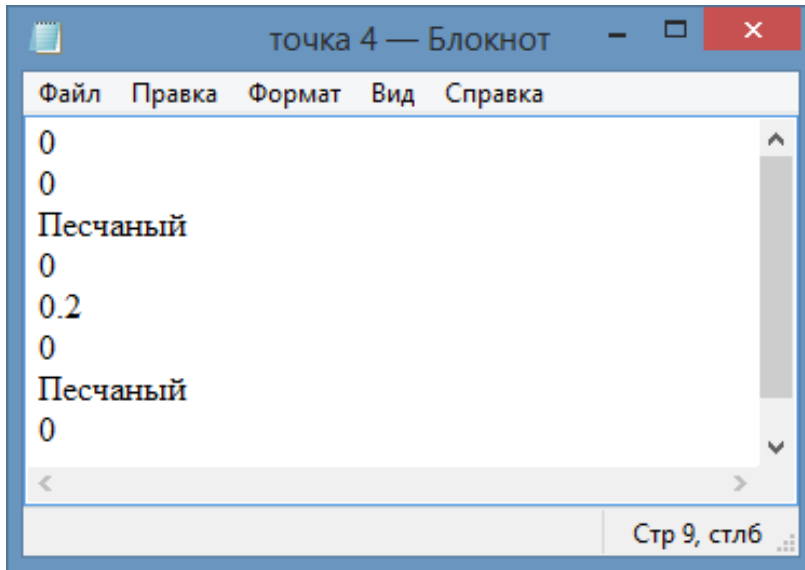 точка 4 — Блокнот
Файл Правка Формат Вид Справка
0
0
Песчаный
0
0.2
0
Песчаный
0
Стр 9, стлб